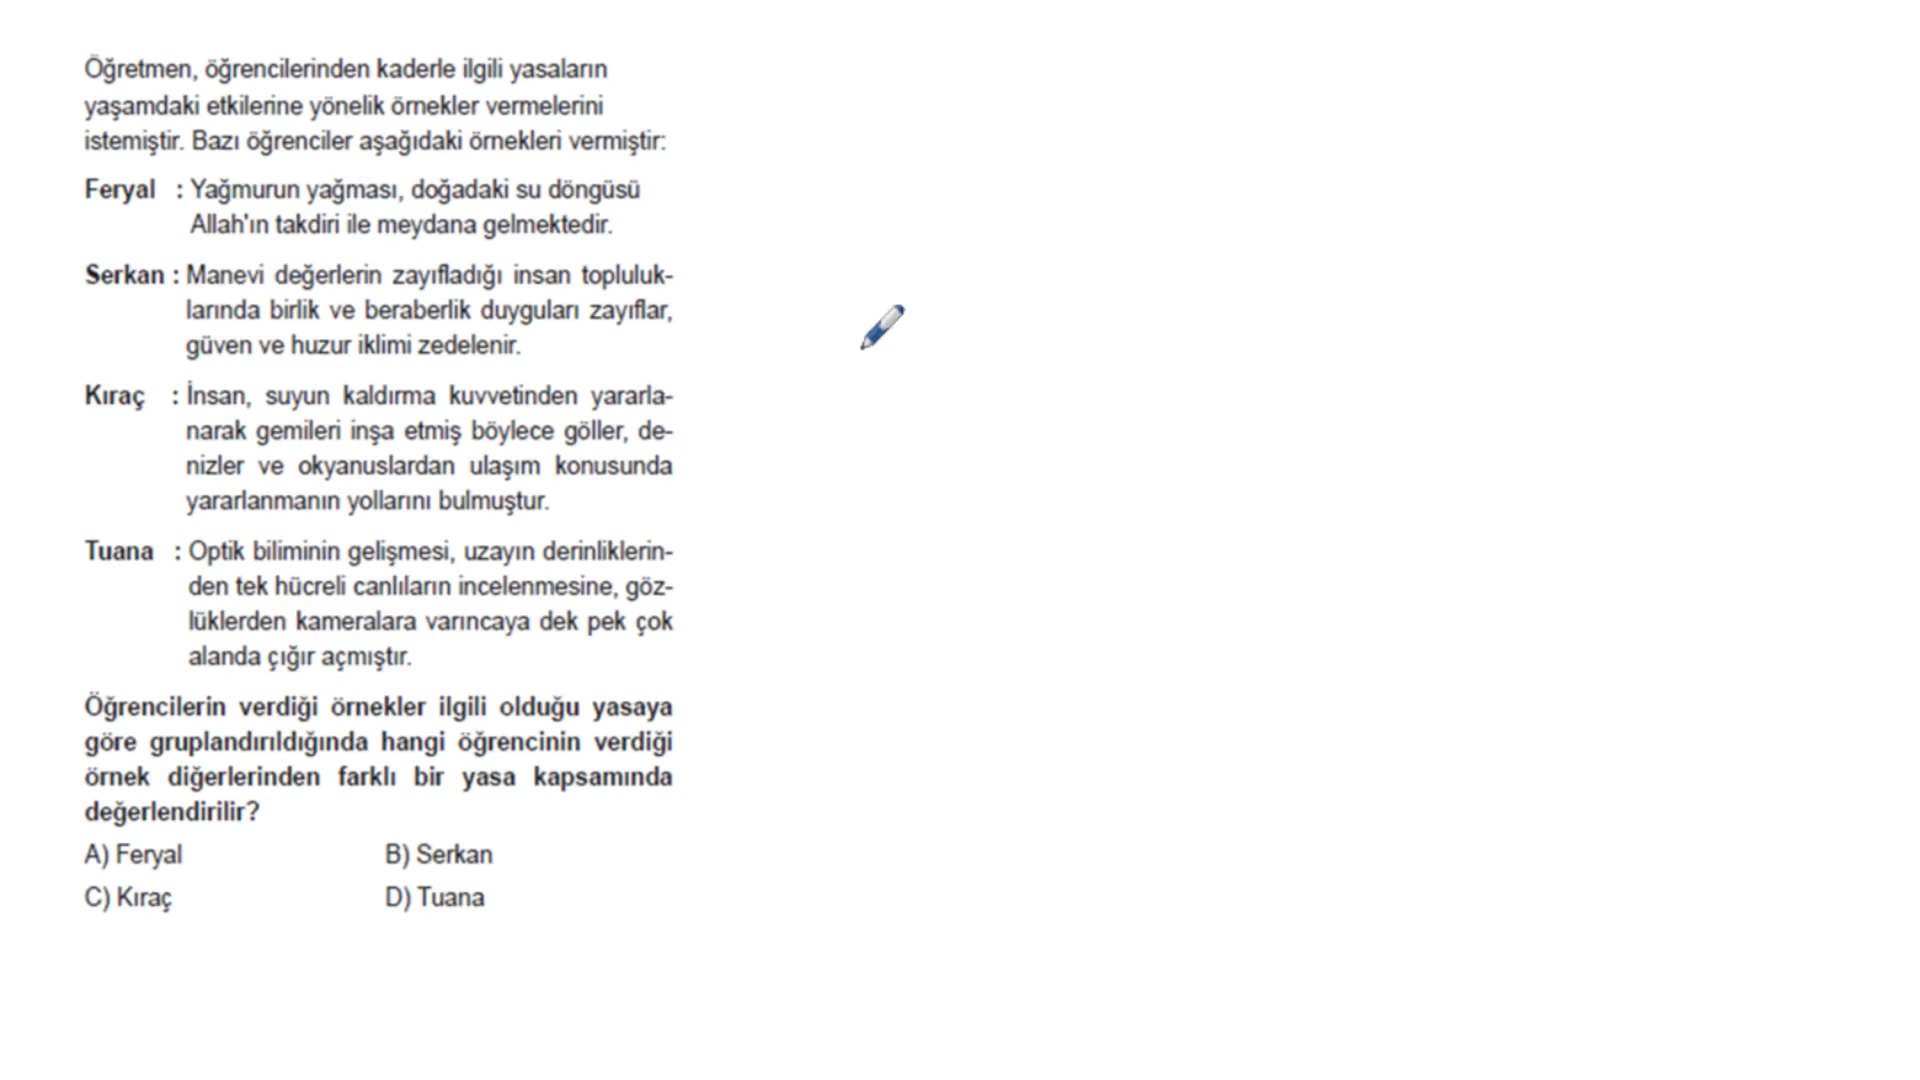 Öğretmen, öğrencilerinden kaderle ilgili yasaların
yaşamdaki etkilerine yönelik örnekler vermelerini
istemiştir. Bazı öğrenciler aşağıdaki örnekleri vermiştir:
Feryal : Yağmurun yağması, doğadaki su döngüsü
Allah'ın takdiri ile meydana gelmektedir.
Serkan : Manevi değerlerin zayıfladığı insan topluluk-
larında birlik ve beraberlik duyguları zayıflar,
güven ve huzur iklimi zedelenir.
Kıraç : İnsan, suyun kaldırma kuvvetinden yararla-
narak gemileri inşa etmiş böylece göller, de-
nizler ve okyanuslardan ulaşım konusunda
yararlanmanın yollarını bulmuştur.
Tuana : Optik biliminin gelişmesi, uzayın derinliklerin-
den tek hücreli canlıların incelenmesine, göz-
lüklerden kameralara varıncaya dek pek çok
alanda çığır açmıştır.
Öğrencilerin verdiği örnekler ilgili olduğu yasaya
göre gruplandırıldığında hangi öğrencinin verdiği
örnek diğerlerinden farklı bir yasa kapsamında
değerlendirilir?
A) Feryal B) Serkan
C) Kıraç D) Tuana